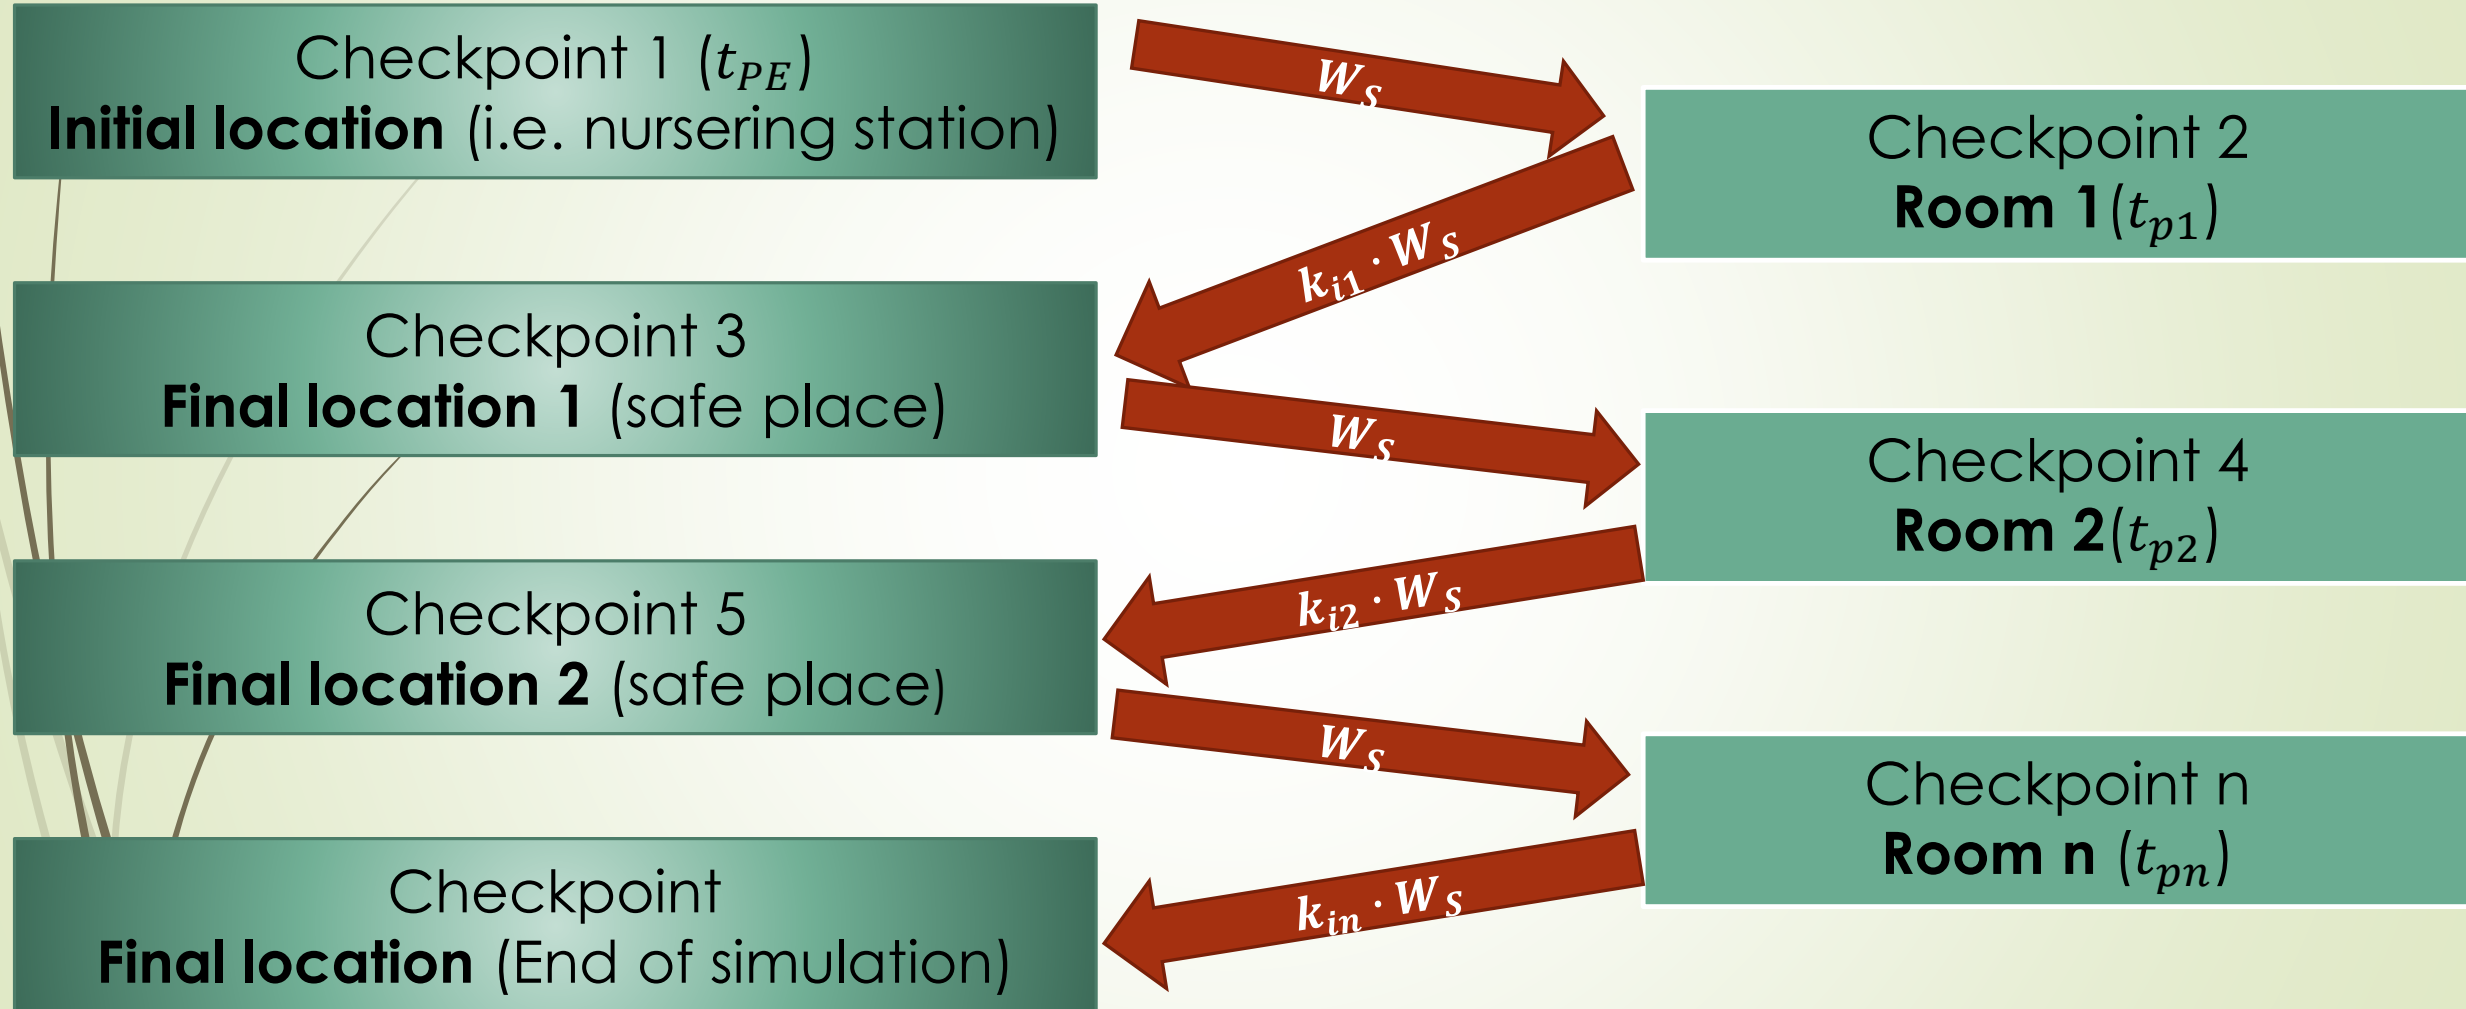 Checkpoint 1 (t_PE)
Initial location (i.e. nursering station)
W_S
Checkpoint 2
Room 1(t_p1)
k_i1 · W_S
Checkpoint 3
Final location 1 (safe place)
W_S
Checkpoint 4
Room 2(t_p2)
k_i2 · W_S
Checkpoint 5
Final location 2 (safe place)
W_S
Checkpoint n
Room n (t_pn)
k_in · W_S
Checkpoint
Final location (End of simulation)